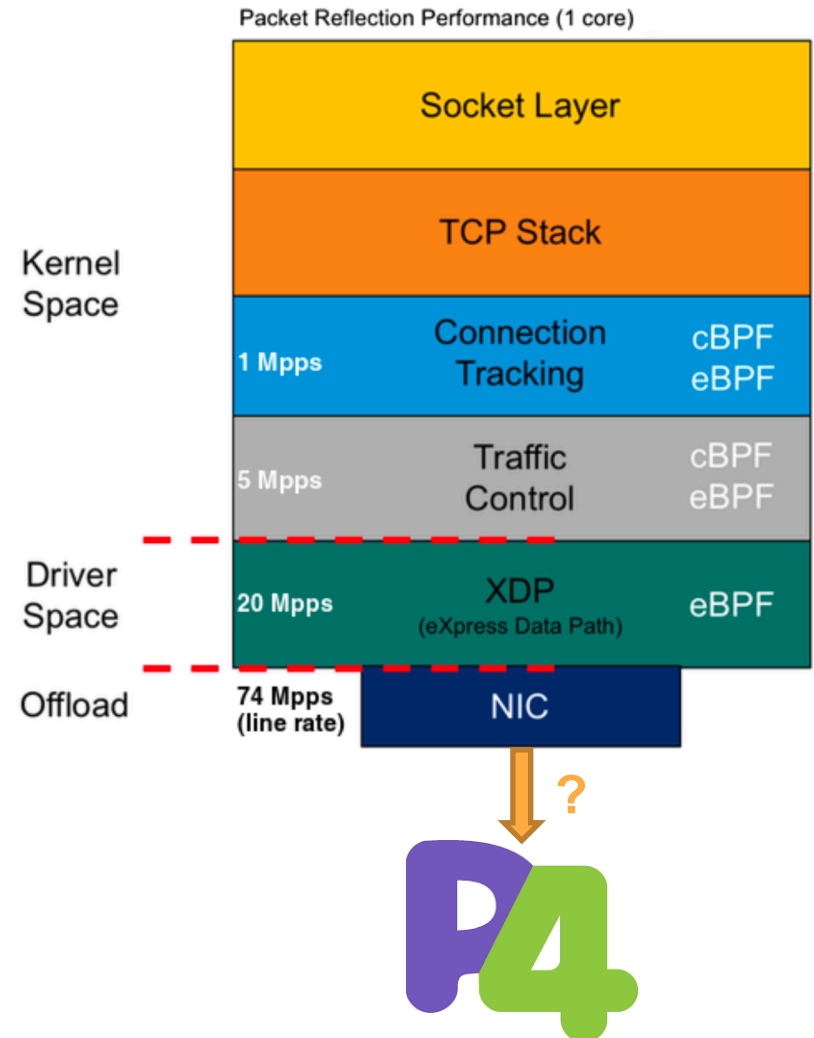 Packet Reflection Performance (1 core)
Socket Layer
TCP Stack
Kernel
Space
1 Mpps
Connection
Tracking
cBPF
eBPF
5 Mpps
Traffic
Control
cBPF
eBPF
Driver
Space
20 Mpps
XDP
(eXpress Data Path)
eBPF
Offload
74 Mpps
(line rate)
NIC
?
P4